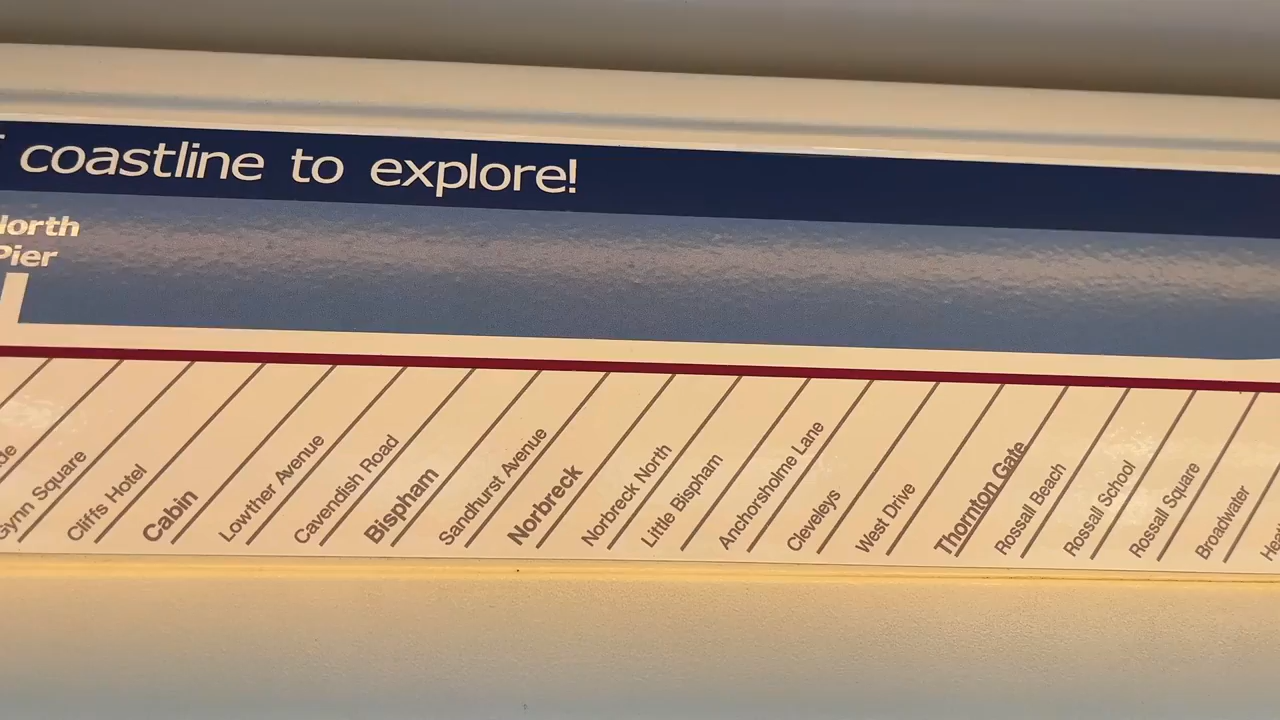 coastline to explore!
Pier
Gynn Square
Cliffs Hotel
Cabin
Lowther Avenue
Cavendish Road
Bispham
Sandhurst Avenue
Norbreck
Norbreck North
Little Bispham
Anchorsholme Lane
Cleveleys
West Drive
Thornton Gate
Rossall Beach
Rossall School
Rossall Square
Broadwater